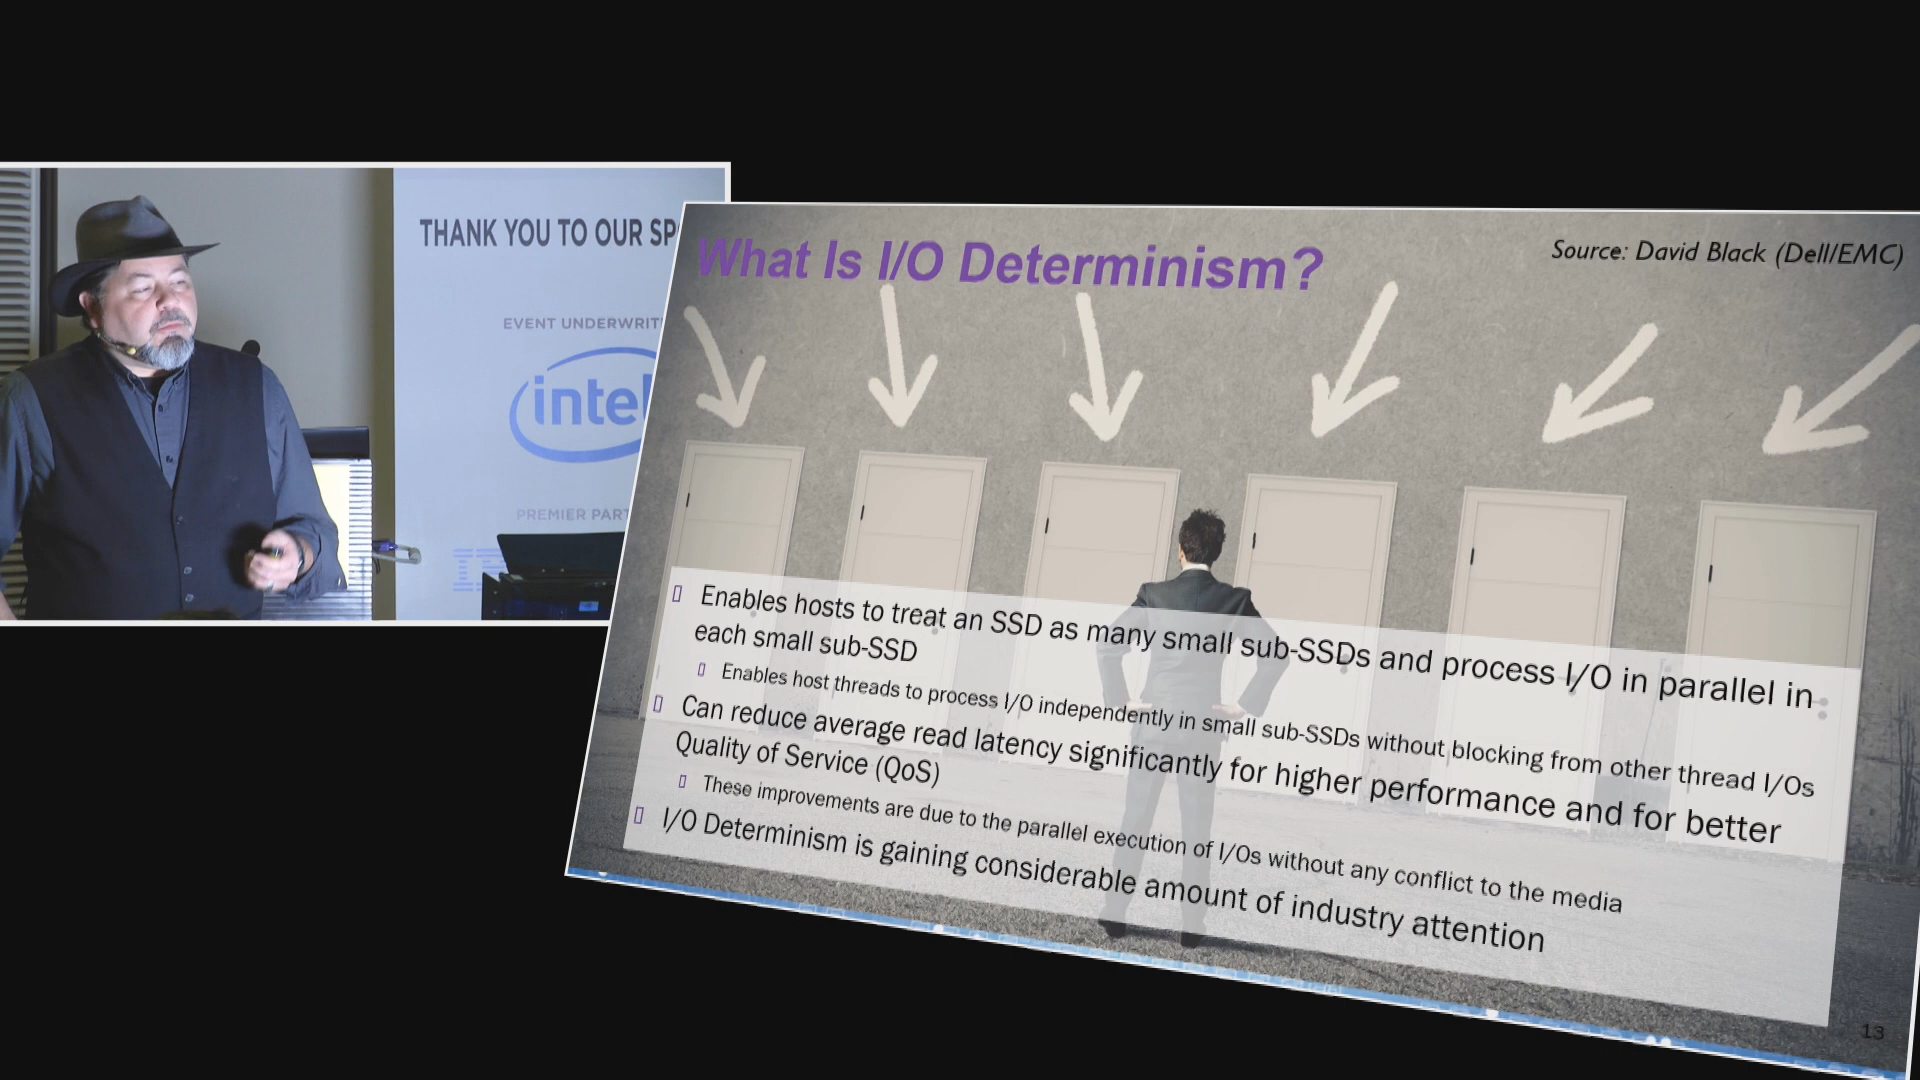 THANK YOU TO OUR SP
EVENT UNDERWRIT
intel
PREMIER PART
What Is I/O Determinism?
Source: David Black (Dell/EMC)
Enables hosts to treat an SSD as many small sub-SSDs and process I/O in parallel in
each small sub-SSD
Enables host threads to process I/O independently in small sub-SSDs without blocking from other thread I/Os
Can reduce average read latency significantly for higher performance and for better
Quality of Service (QoS)
These improvements are due to the parallel execution of I/Os without any conflict to the media
I/O Determinism is gaining considerable amount of industry attention
13